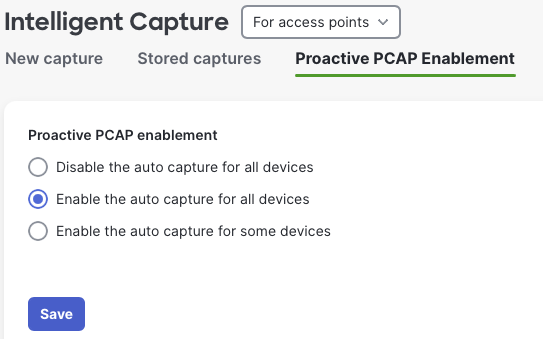 Intelligent Capture For access points
New capture Stored captures Proactive PCAP Enablement
Proactive PCAP enablement
Disable the auto capture for all devices
Enable the auto capture for all devices
Enable the auto capture for some devices
Save